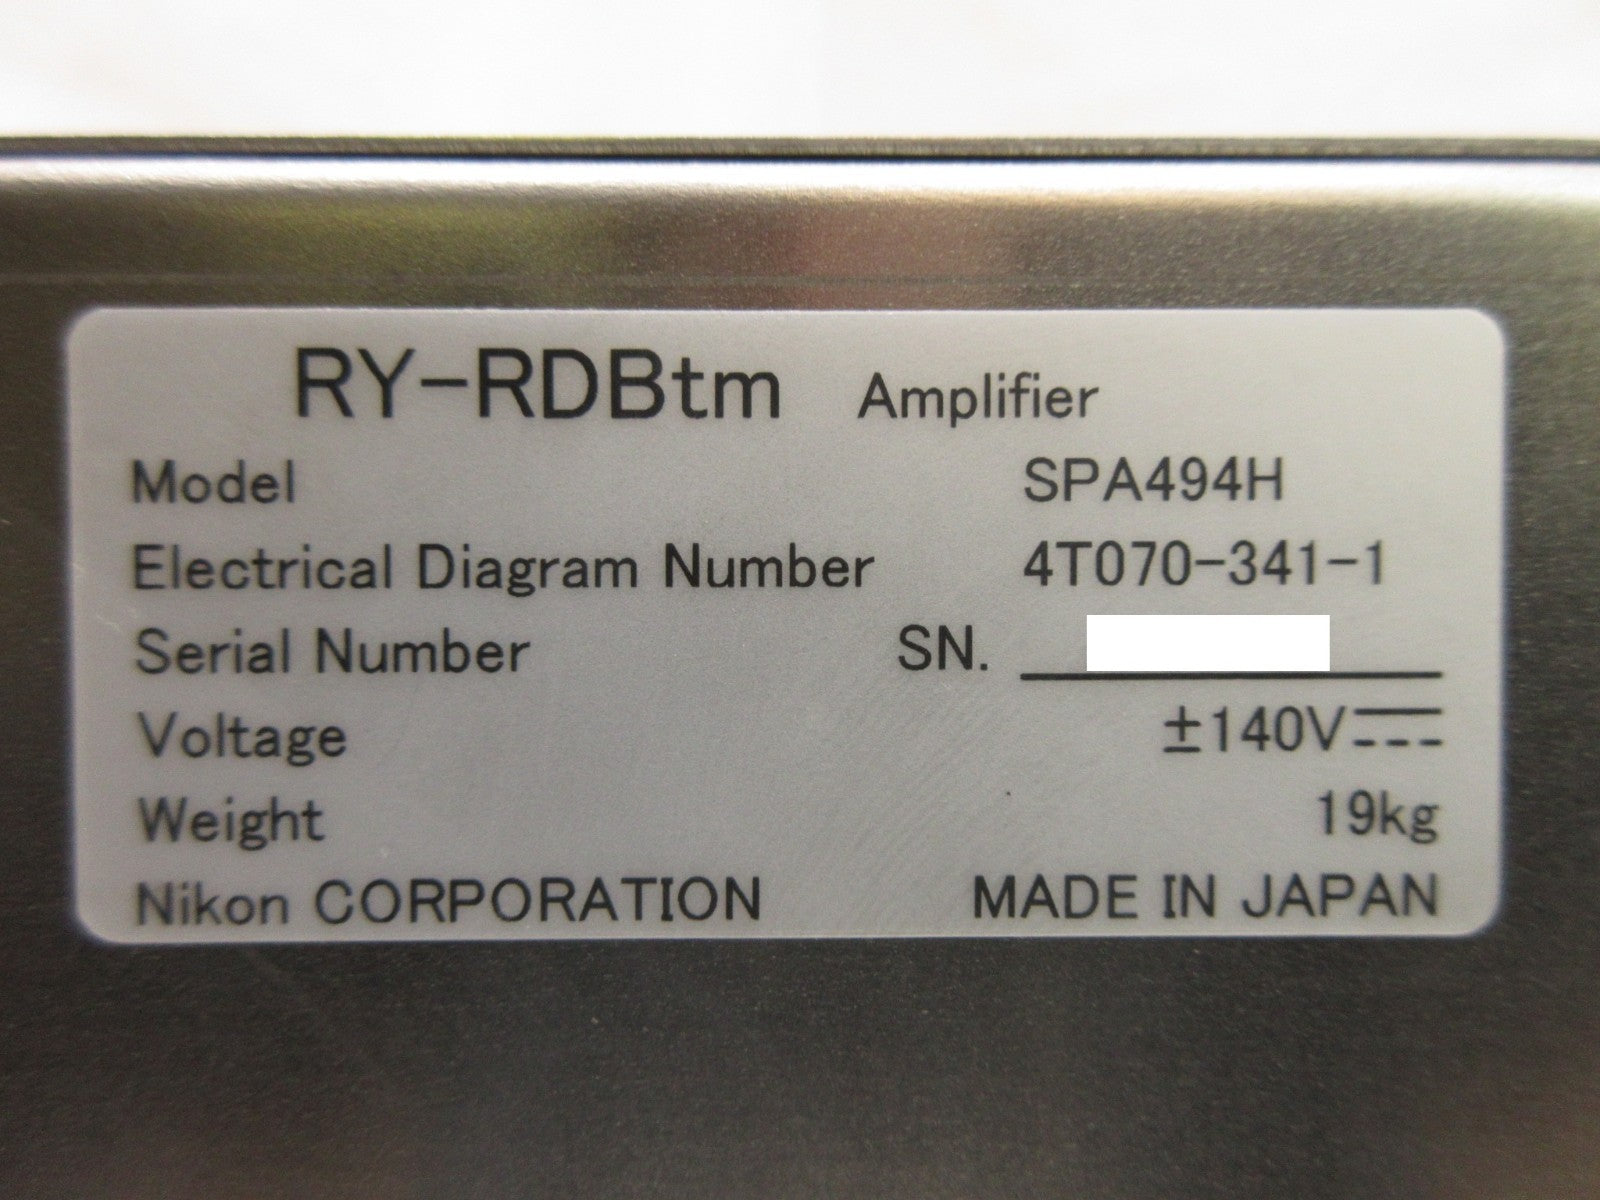 RY-RDBtm Amplifier
Model SPA494H
Electrical Diagram Number 4T070-341-1
Serial Number SN.
Voltage ±140V⎓
Weight 19kg
Nikon CORPORATION MADE IN JAPAN